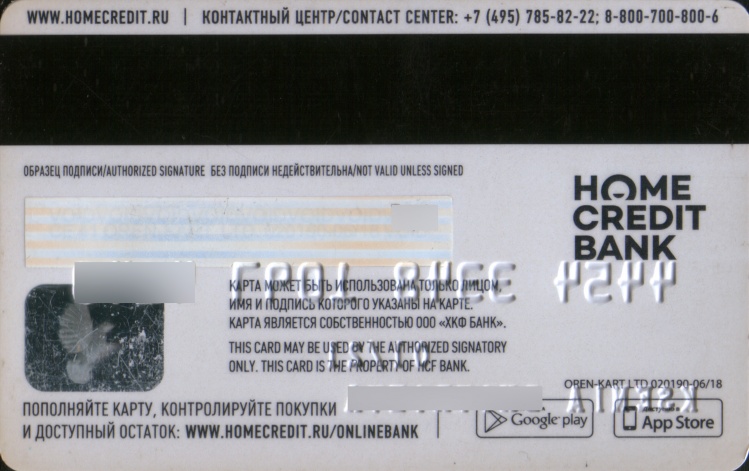 WWW.HOMECREDIT.RU | КОНТАКТНЫЙ ЦЕНТР/CONTACT CENTER: +7 (495) 785-82-22; 8-800-700-800-6
ОБРАЗЕЦ ПОДПИСИ/AUTHORIZED SIGNATURE БЕЗ ПОДПИСИ НЕДЕЙСТВИТЕЛЬНА/NOT VALID UNLESS SIGNED
HOME
CREDIT
BANK
КАРТА МОЖЕТ БЫТЬ ИСПОЛЬЗОВАНА ТОЛЬКО ЛИЦОМ,
ИМЯ И ПОДПИСЬ КОТОРОГО УКАЗАНЫ НА КАРТЕ.
КАРТА ЯВЛЯЕТСЯ СОБСТВЕННОСТЬЮ ООО «ХКФ БАНК».
THIS CARD MAY BE USED BY THE AUTHORIZED SIGNATORY
ONLY. THIS CARD IS THE PROPERTY OF HCF BANK.
OPEN-KART LTD 020190-06/18
KSENIA
ПОПОЛНЯЙТЕ КАРТУ, КОНТРОЛИРУЙТЕ ПОКУПКИ
И ДОСТУПНЫЙ ОСТАТОК: WWW.HOMECREDIT.RU/ONLINEBANK
Google play
App Store